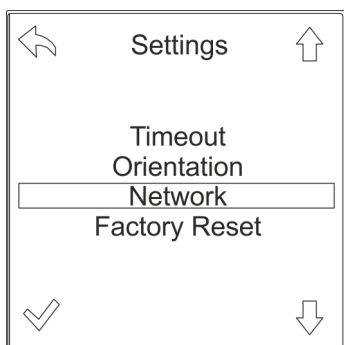 Settings
Timeout
Orientation
Network
Factory Reset